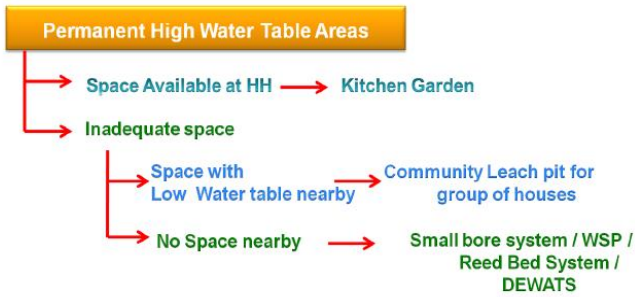 Permanent High Water Table Areas
Space Available at HH
Kitchen Garden
Inadequate space
Space with
Low Water table nearby
Community Leach pit for
group of houses
No Space nearby
Small bore system / WSP /
Reed Bed System /
DEWATS